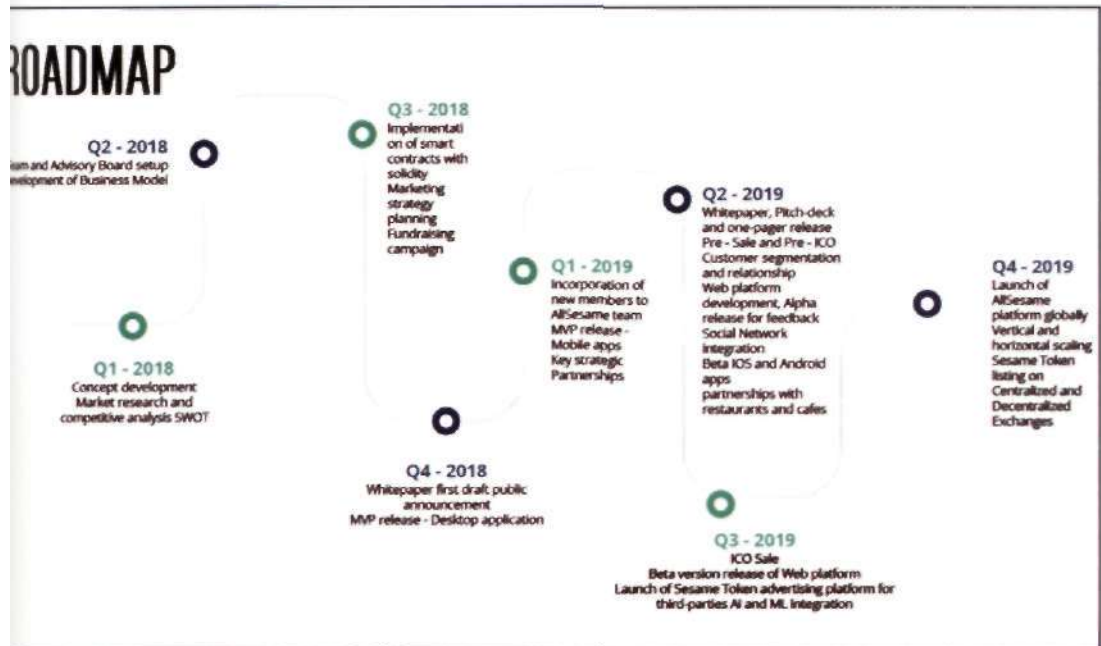 ROADMAP
Q2 - 2018
and Advisory Board setup
of Business Model
Q1 - 2018
Concept development
Market research and
competitive analysis SWOT
Q3 - 2018
Implementati
on of smart
contracts with
solidity
Marketing
strategy
planning
Fundraising
campaign
Q4 - 2018
Whitepaper first draft public
announcement
MVP release - Desktop application
Q1 - 2019
Incorporation of
new members to
AllSesame team
MVP release -
Mobile apps
Key strategic
Partnerships
Q2 - 2019
Whitepaper, Pitch-deck
and one-pager release
Pre - Sale and Pre - ICO
Customer segmentation
and relationship
Web platform
development, Alpha
release for feedback
Social Network
integration
Beta IOS and Android
apps
partnerships with
restaurants and cafes
Q3 - 2019
ICO Sale
Beta version release of Web platform
Launch of Sesame Token advertising platform for
third-parties AI and ML Integration
Q4 - 2019
Launch of
AllSesame
platform globally
Vertical and
horizontal scaling
Sesame Token
listing on
Centralized and
Decentralized
Exchanges